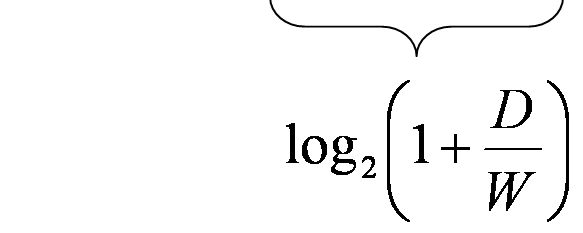 log₂(1 + D/W)